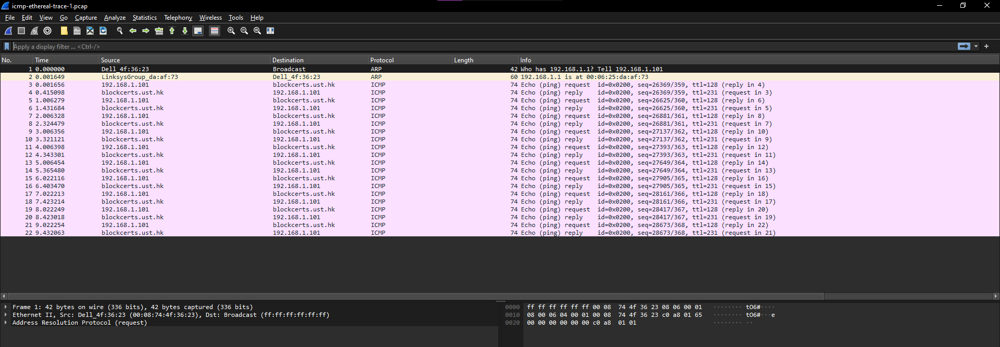 icmp-ethereal-trace-1.pcap
File Edit View Go Capture Analyze Statistics Telephony Wireless Tools Help
Apply a display filter ... <Ctrl-/>
No. Time Source Destination Protocol Length Info
1 0.000000 Dell_4f:36:23 Broadcast ARP 42 Who has 192.168.1.1? Tell 192.168.1.101
2 0.001649 LinksysGroup_da:af:73 Dell_4f:36:23 ARP 60 192.168.1.1 is at 00:06:25:da:af:73
3 0.001656 192.168.1.101 blockcerts.ust.hk ICMP 74 Echo (ping) request id=0x0200, seq=26369/359, ttl=128 (reply in 4)
4 0.415098 blockcerts.ust.hk 192.168.1.101 ICMP 74 Echo (ping) reply id=0x0200, seq=26369/359, ttl=231 (request in 3)
5 1.006279 192.168.1.101 blockcerts.ust.hk ICMP 74 Echo (ping) request id=0x0200, seq=26625/360, ttl=128 (reply in 6)
6 1.431684 blockcerts.ust.hk 192.168.1.101 ICMP 74 Echo (ping) reply id=0x0200, seq=26625/360, ttl=231 (request in 5)
7 2.006328 192.168.1.101 blockcerts.ust.hk ICMP 74 Echo (ping) request id=0x0200, seq=26881/361, ttl=128 (reply in 8)
8 2.324479 blockcerts.ust.hk 192.168.1.101 ICMP 74 Echo (ping) reply id=0x0200, seq=26881/361, ttl=231 (request in 7)
9 3.006356 192.168.1.101 blockcerts.ust.hk ICMP 74 Echo (ping) request id=0x0200, seq=27137/362, ttl=128 (reply in 10)
10 3.321121 blockcerts.ust.hk 192.168.1.101 ICMP 74 Echo (ping) reply id=0x0200, seq=27137/362, ttl=231 (request in 9)
11 4.006398 192.168.1.101 blockcerts.ust.hk ICMP 74 Echo (ping) request id=0x0200, seq=27393/363, ttl=128 (reply in 12)
12 4.343301 blockcerts.ust.hk 192.168.1.101 ICMP 74 Echo (ping) reply id=0x0200, seq=27393/363, ttl=231 (request in 11)
13 5.006454 192.168.1.101 blockcerts.ust.hk ICMP 74 Echo (ping) request id=0x0200, seq=27649/364, ttl=128 (reply in 14)
14 5.365480 blockcerts.ust.hk 192.168.1.101 ICMP 74 Echo (ping) reply id=0x0200, seq=27649/364, ttl=231 (request in 13)
15 6.022116 192.168.1.101 blockcerts.ust.hk ICMP 74 Echo (ping) request id=0x0200, seq=27905/365, ttl=128 (reply in 16)
16 6.403470 blockcerts.ust.hk 192.168.1.101 ICMP 74 Echo (ping) reply id=0x0200, seq=27905/365, ttl=231 (request in 15)
17 7.022213 192.168.1.101 blockcerts.ust.hk ICMP 74 Echo (ping) request id=0x0200, seq=28161/366, ttl=128 (reply in 18)
18 7.423214 blockcerts.ust.hk 192.168.1.101 ICMP 74 Echo (ping) reply id=0x0200, seq=28161/366, ttl=231 (request in 17)
19 8.022249 192.168.1.101 blockcerts.ust.hk ICMP 74 Echo (ping) request id=0x0200, seq=28417/367, ttl=128 (reply in 20)
20 8.423018 blockcerts.ust.hk 192.168.1.101 ICMP 74 Echo (ping) reply id=0x0200, seq=28417/367, ttl=231 (request in 19)
21 9.022254 192.168.1.101 blockcerts.ust.hk ICMP 74 Echo (ping) request id=0x0200, seq=28673/368, ttl=128 (reply in 22)
22 9.432063 blockcerts.ust.hk 192.168.1.101 ICMP 74 Echo (ping) reply id=0x0200, seq=28673/368, ttl=231 (request in 21)
Frame 1: 42 bytes on wire (336 bits), 42 bytes captured (336 bits)
Ethernet II, Src: Dell_4f:36:23 (00:08:74:4f:36:23), Dst: Broadcast (ff:ff:ff:ff:ff:ff)
Address Resolution Protocol (request)
0000 ff ff ff ff ff ff 00 08 74 4f 36 23 08 06 00 01 ········ tO6#····
0010 08 00 06 04 00 01 00 08 74 4f 36 23 c0 a8 01 65 ········ tO6#···e
0020 00 00 00 00 00 00 c0 a8 01 01 ········ ··